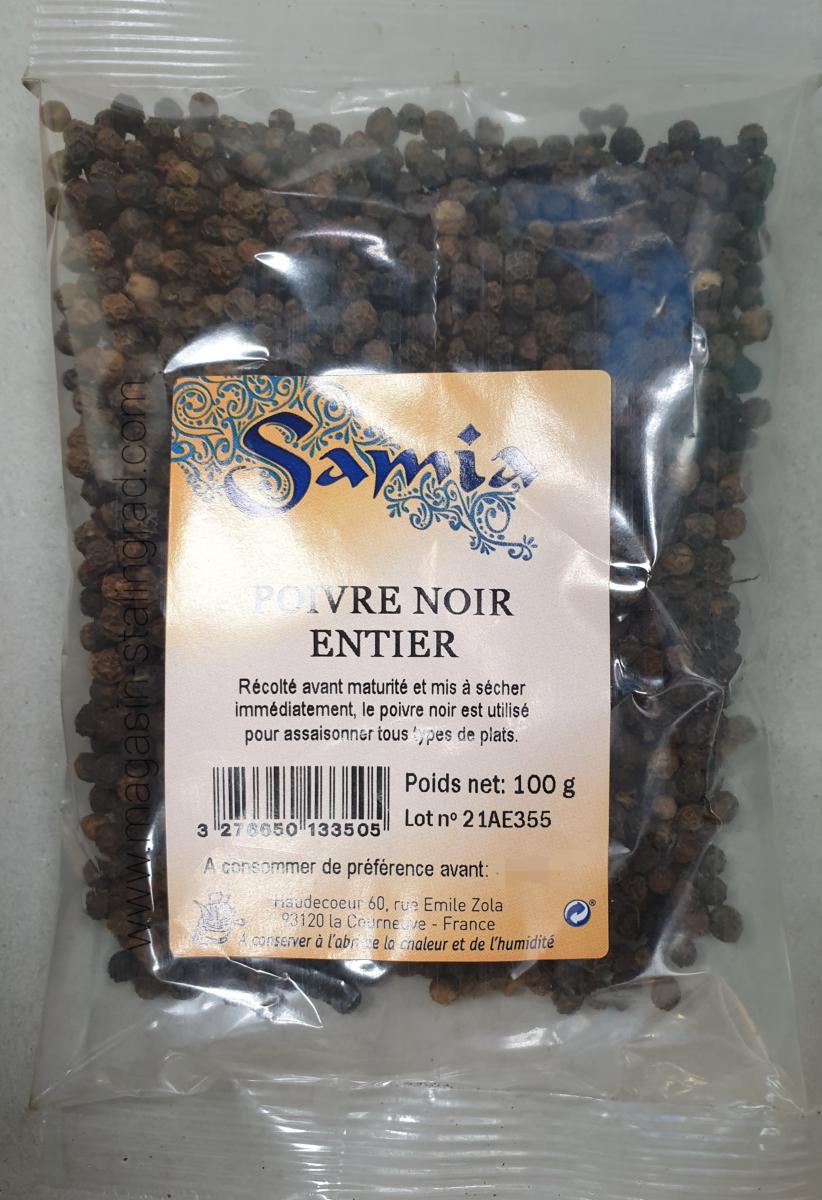 Samia
POIVRE NOIR
ENTIER
Récolté avant maturité et mis à sécher
immédiatement, le poivre noir est utilisé
pour assaisonner tous types de plats.
3 276650 133505
Poids net: 100 g
Lot nº 21AE355
A consommer de préférence avant:
Haudecoeur 60, rue Emile Zola
93120 la Courneuve - France
A conserver à l'abri de la chaleur et de l'humidité
www.magasin-stalingrad.com